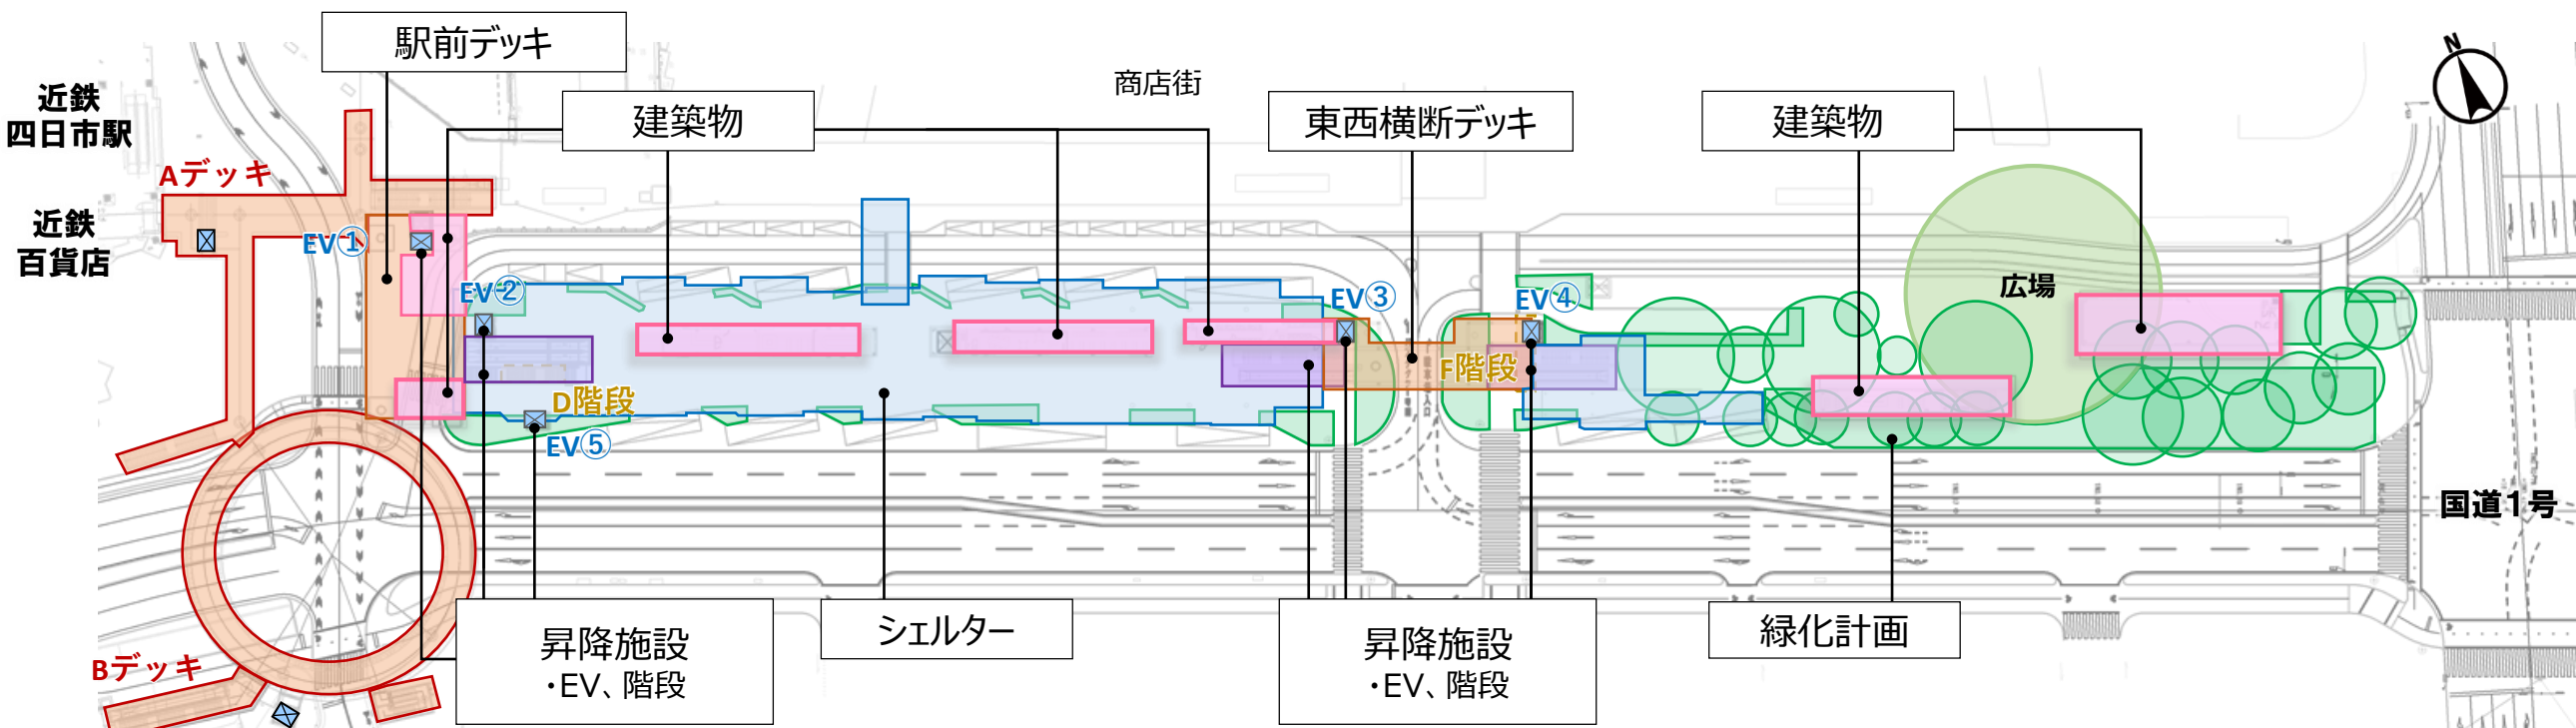 駅前デッキ
近鉄
四日市駅
建築物
商店街
東西横断デッキ
建築物
N
Aデッキ
近鉄
百貨店
EV①
EV②
EV③
EV④
広場
D階段
F階段
EV⑤
国道1号
昇降施設
・EV、階段
シェルター
昇降施設
・EV、階段
緑化計画
Bデッキ